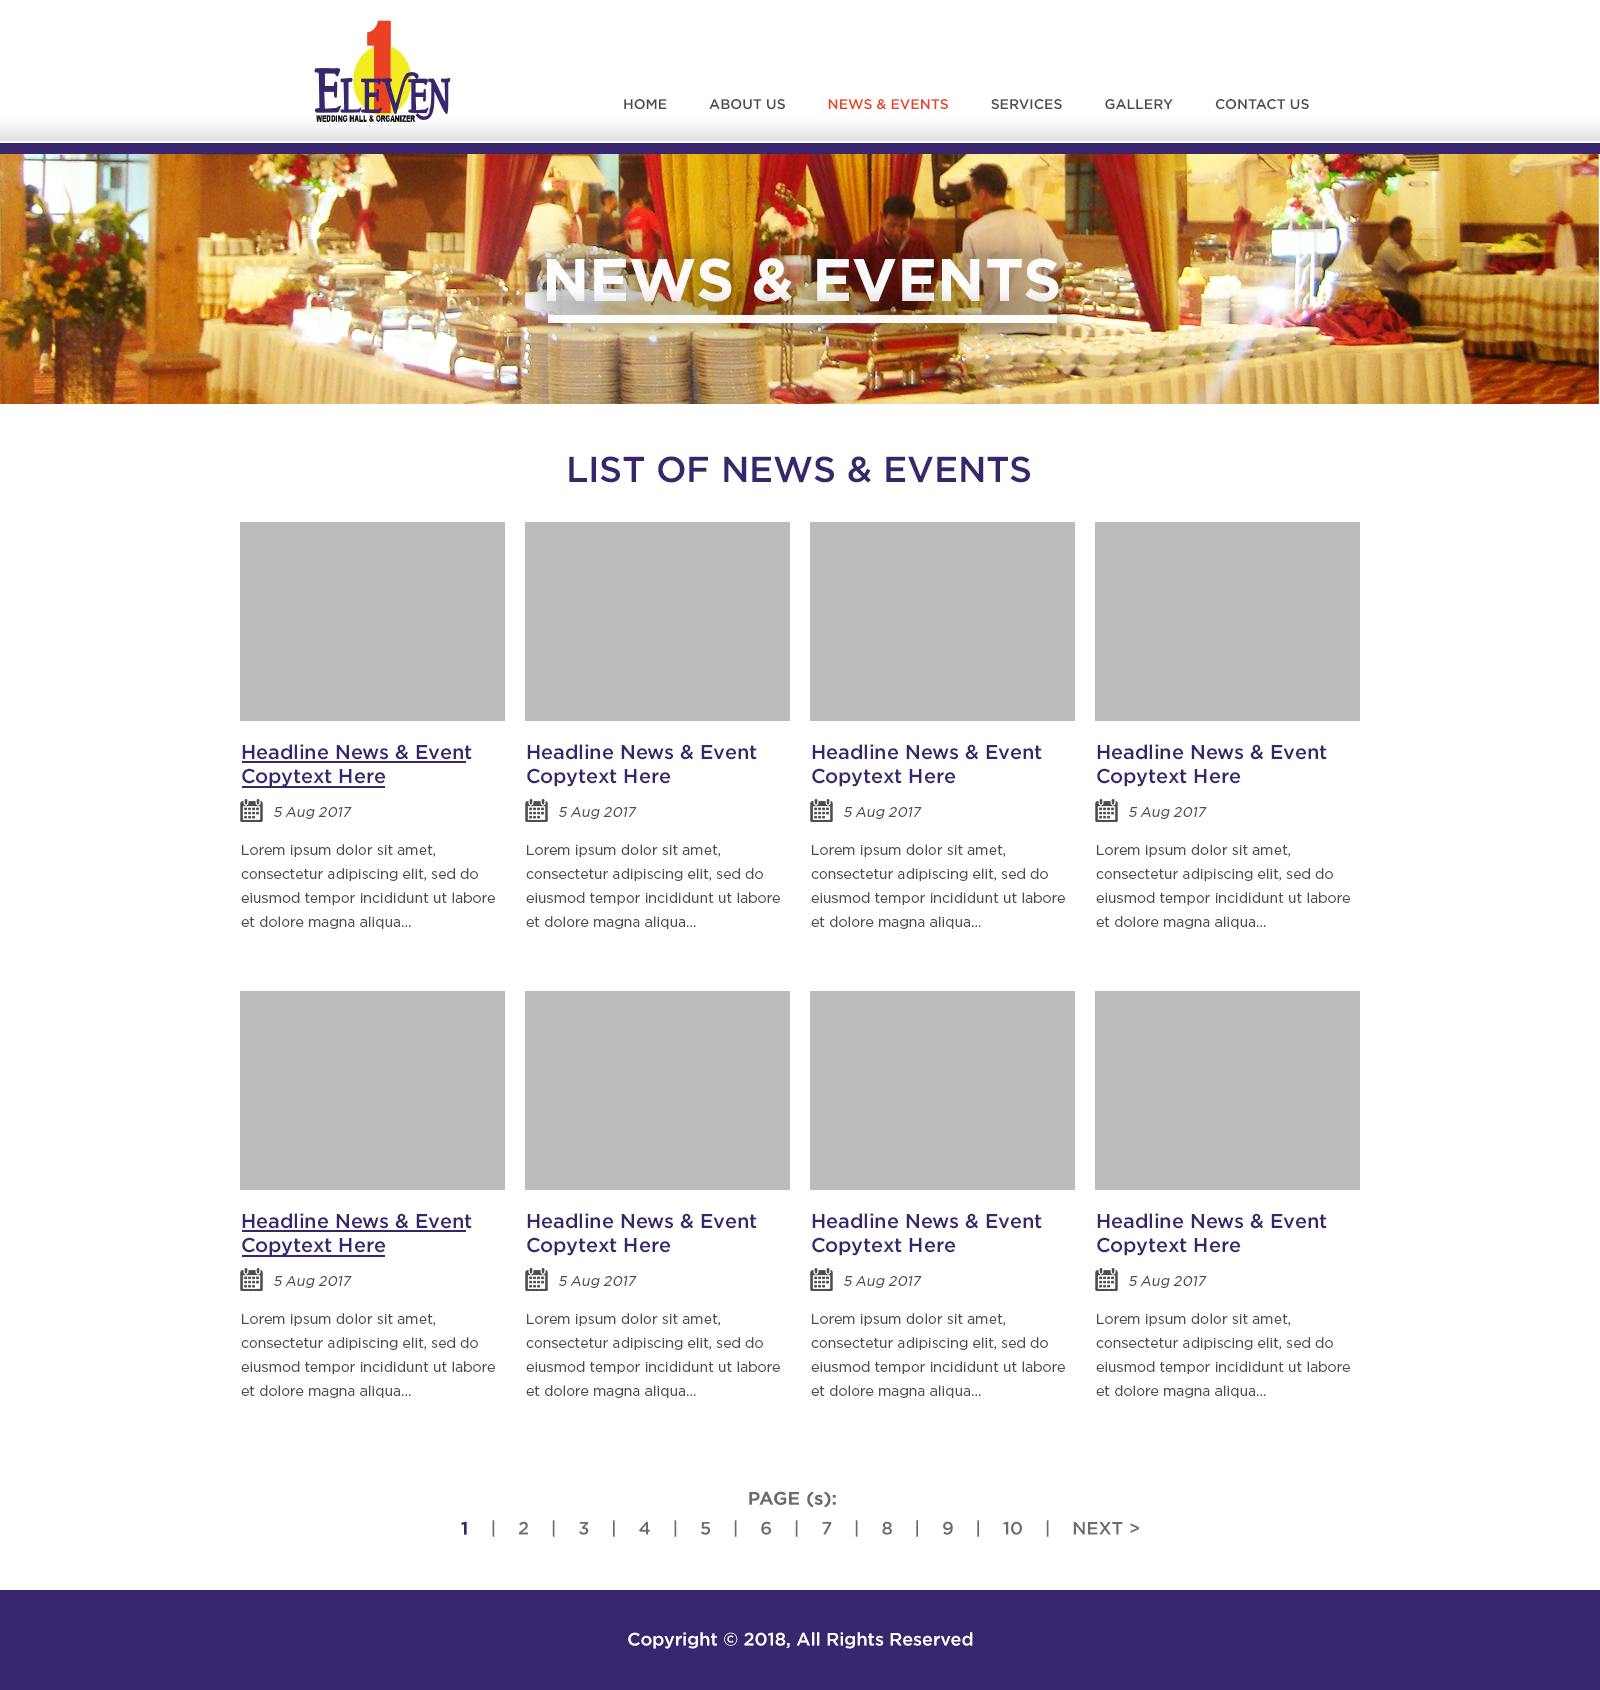 1
ELEVEN
WEDDING HALL & ORGANIZER
HOME ABOUT US NEWS & EVENTS SERVICES GALLERY CONTACT US
NEWS & EVENTS
LIST OF NEWS & EVENTS
Headline News & Event
Copytext Here
5 Aug 2017
Lorem ipsum dolor sit amet,
consectetur adipiscing elit, sed do
eiusmod tempor incididunt ut labore
et dolore magna aliqua...
Headline News & Event
Copytext Here
5 Aug 2017
Lorem ipsum dolor sit amet,
consectetur adipiscing elit, sed do
eiusmod tempor incididunt ut labore
et dolore magna aliqua...
Headline News & Event
Copytext Here
5 Aug 2017
Lorem ipsum dolor sit amet,
consectetur adipiscing elit, sed do
eiusmod tempor incididunt ut labore
et dolore magna aliqua...
Headline News & Event
Copytext Here
5 Aug 2017
Lorem ipsum dolor sit amet,
consectetur adipiscing elit, sed do
eiusmod tempor incididunt ut labore
et dolore magna aliqua...
Headline News & Event
Copytext Here
5 Aug 2017
Lorem ipsum dolor sit amet,
consectetur adipiscing elit, sed do
eiusmod tempor incididunt ut labore
et dolore magna aliqua...
Headline News & Event
Copytext Here
5 Aug 2017
Lorem ipsum dolor sit amet,
consectetur adipiscing elit, sed do
eiusmod tempor incididunt ut labore
et dolore magna aliqua...
Headline News & Event
Copytext Here
5 Aug 2017
Lorem ipsum dolor sit amet,
consectetur adipiscing elit, sed do
eiusmod tempor incididunt ut labore
et dolore magna aliqua...
Headline News & Event
Copytext Here
5 Aug 2017
Lorem ipsum dolor sit amet,
consectetur adipiscing elit, sed do
eiusmod tempor incididunt ut labore
et dolore magna aliqua...
PAGE (s):
1 | 2 | 3 | 4 | 5 | 6 | 7 | 8 | 9 | 10 | NEXT >
Copyright © 2018, All Rights Reserved